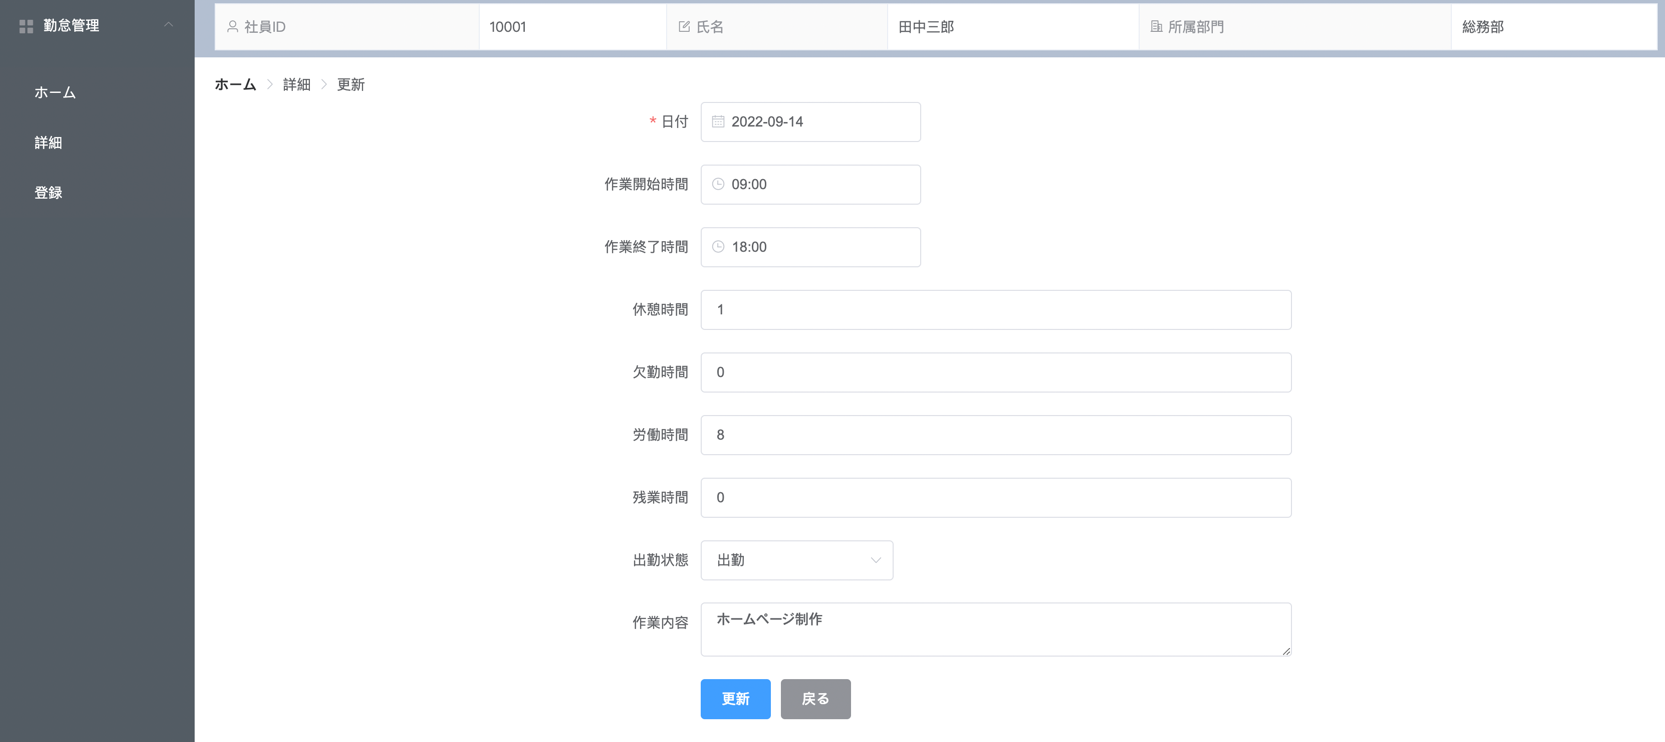 勤怠管理
ホーム
詳細
登録
社員ID 10001 氏名 田中三郎 所属部門 総務部
ホーム 詳細 更新
* 日付 2022-09-14
作業開始時間 09:00
作業終了時間 18:00
休憩時間 1
欠勤時間 0
労働時間 8
残業時間 0
出勤状態 出勤
作業内容 ホームページ制作
更新 戻る